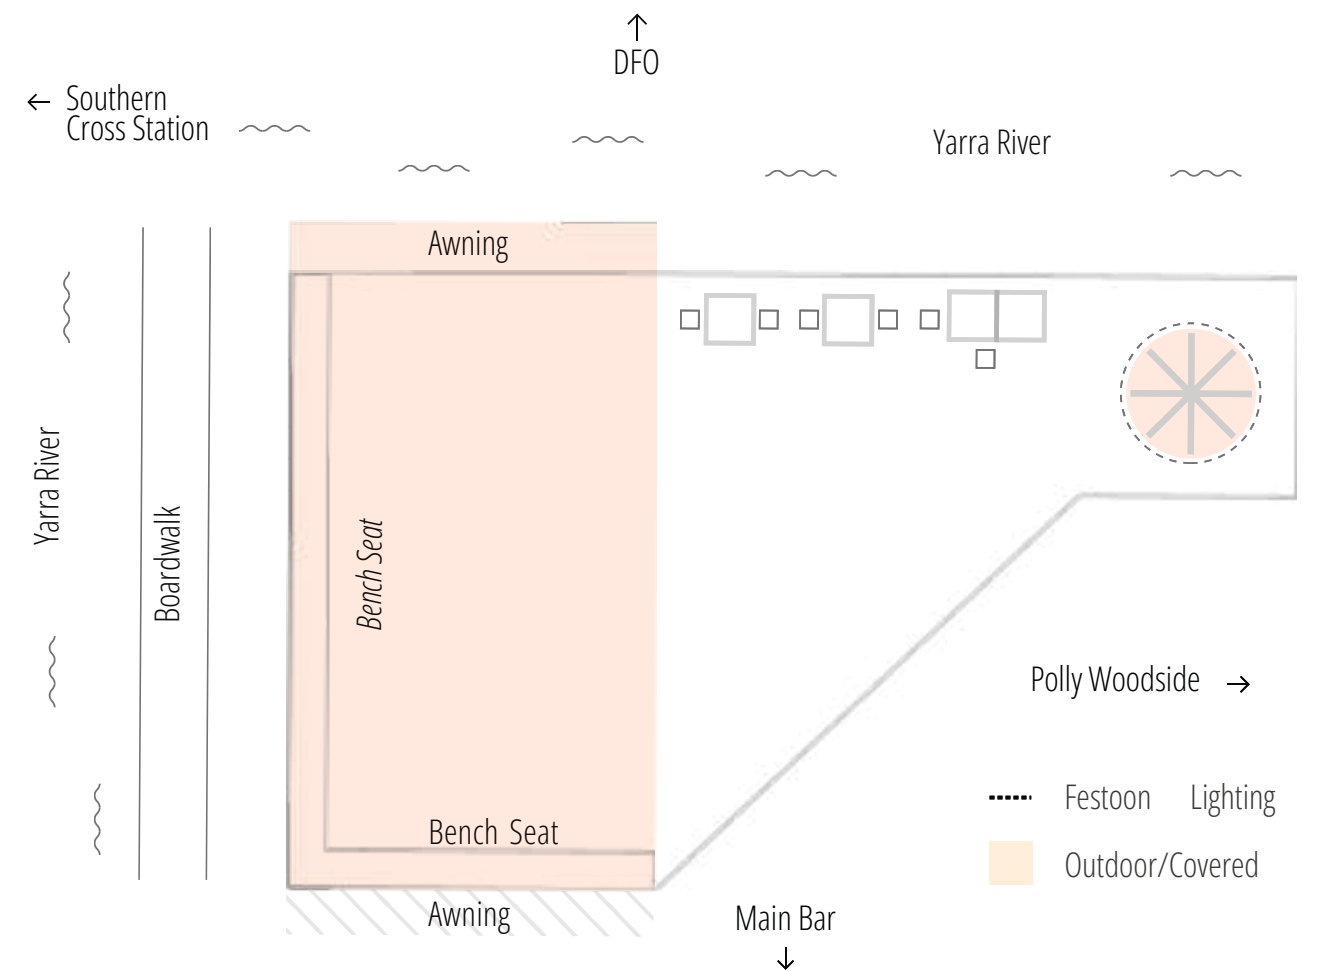 DFO
Southern
Cross Station
Yarra River
Awning
Yarra River
Boardwalk
Bench Seat
Polly Woodside
Festoon Lighting
Bench Seat
Outdoor/Covered
Awning
Main Bar